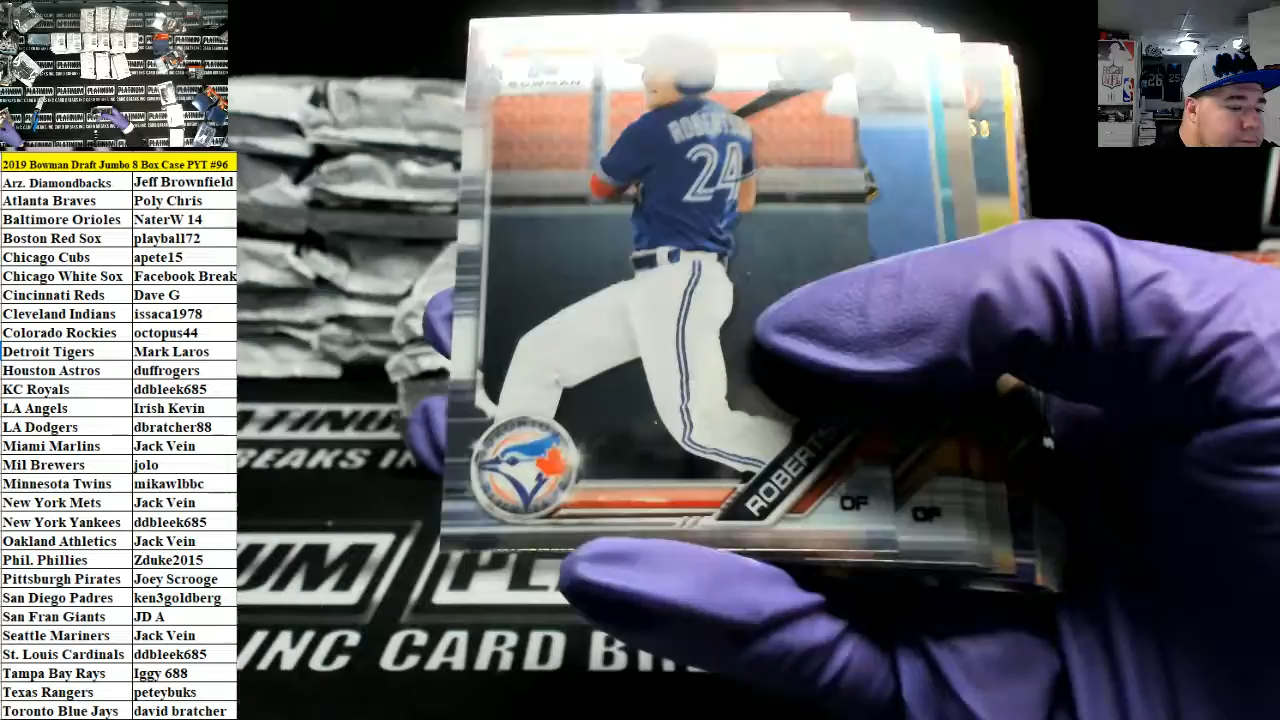 2019 Bowman Draft Jumbo 8 Box Case PYT #96
Arz. Diamondbacks Jeff Brownfield
Atlanta Braves Poly Chris
Baltimore Orioles NaterW 14
Boston Red Sox playball72
Chicago Cubs apete15
Chicago White Sox Facebook Break
Cincinnati Reds Dave G
Cleveland Indians issaca1978
Colorado Rockies octopus44
Detroit Tigers Mark Laros
Houston Astros duffrogers
KC Royals ddbleek685
LA Angels Irish Kevin
LA Dodgers dbratcher88
Miami Marlins Jack Vein
Mil Brewers jolo
Minnesota Twins mikawlbbc
New York Mets Jack Vein
New York Yankees ddbleek685
Oakland Athletics Jack Vein
Phil. Phillies Zduke2015
Pittsburgh Pirates Joey Scrooge
San Diego Padres ken3goldberg
San Fran Giants JD A
Seattle Mariners Jack Vein
St. Louis Cardinals ddbleek685
Tampa Bay Rays Iggy 688
Texas Rangers peteybuks
Toronto Blue Jays david bratcher
BOWMAN
24
OF
OF
INC CARD